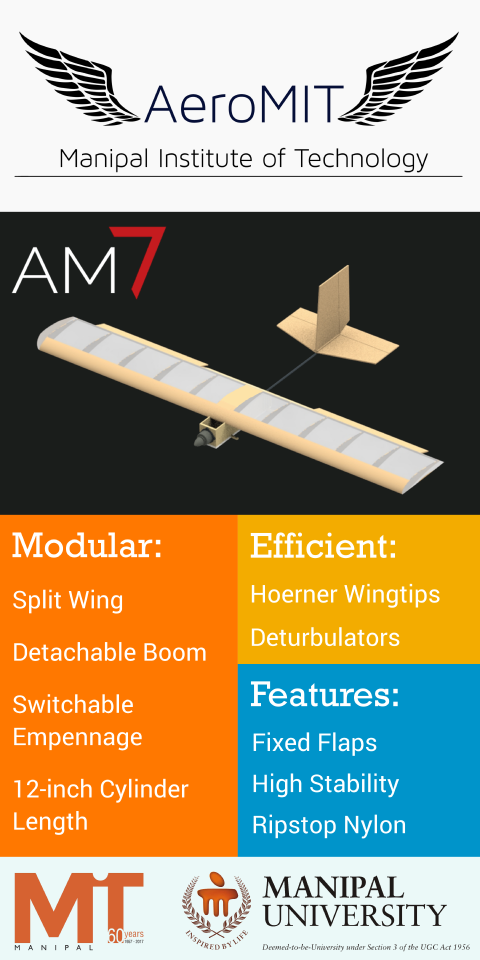 AeroMIT
Manipal Institute of Technology
AM7
Modular:
Split Wing
Detachable Boom
Switchable
Empennage
12-inch Cylinder
Length
Efficient:
Hoerner Wingtips
Deturbulators
Features:
Fixed Flaps
High Stability
Ripstop Nylon
MIT
60 years
1957 - 2017
MANIPAL
INSPIRED BY LIFE
MANIPAL
UNIVERSITY
Deemed-to-be-University under Section 3 of the UGC Act 1956